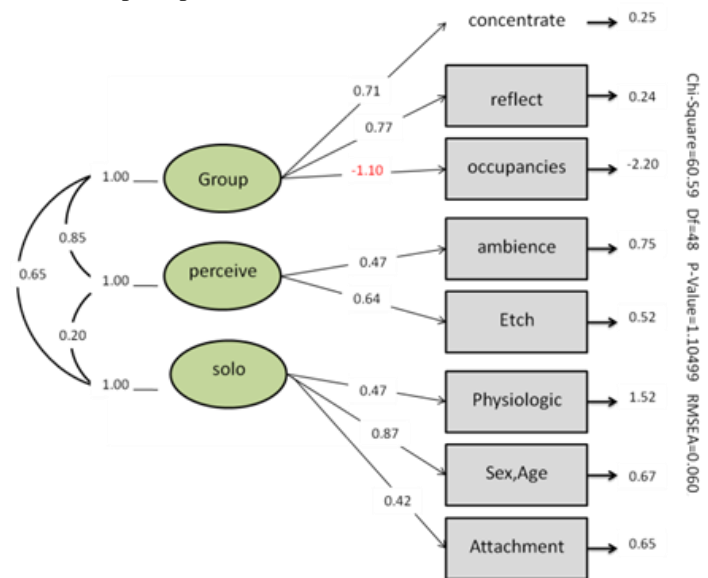 concentrate 0.25
0.71
reflect 0.24
0.77
occupancies -2.20
1.00 Group -1.10
0.85
ambience 0.75
0.47
0.65 1.00 perceive
0.64
Etch 0.52
0.20
solo
1.00
0.47 Physiologic 1.52
0.87
Sex,Age 0.67
0.42
Attachment 0.65
Chi-Square=60.59 Df=48 P-Value=1.10499 RMSEA=0.060